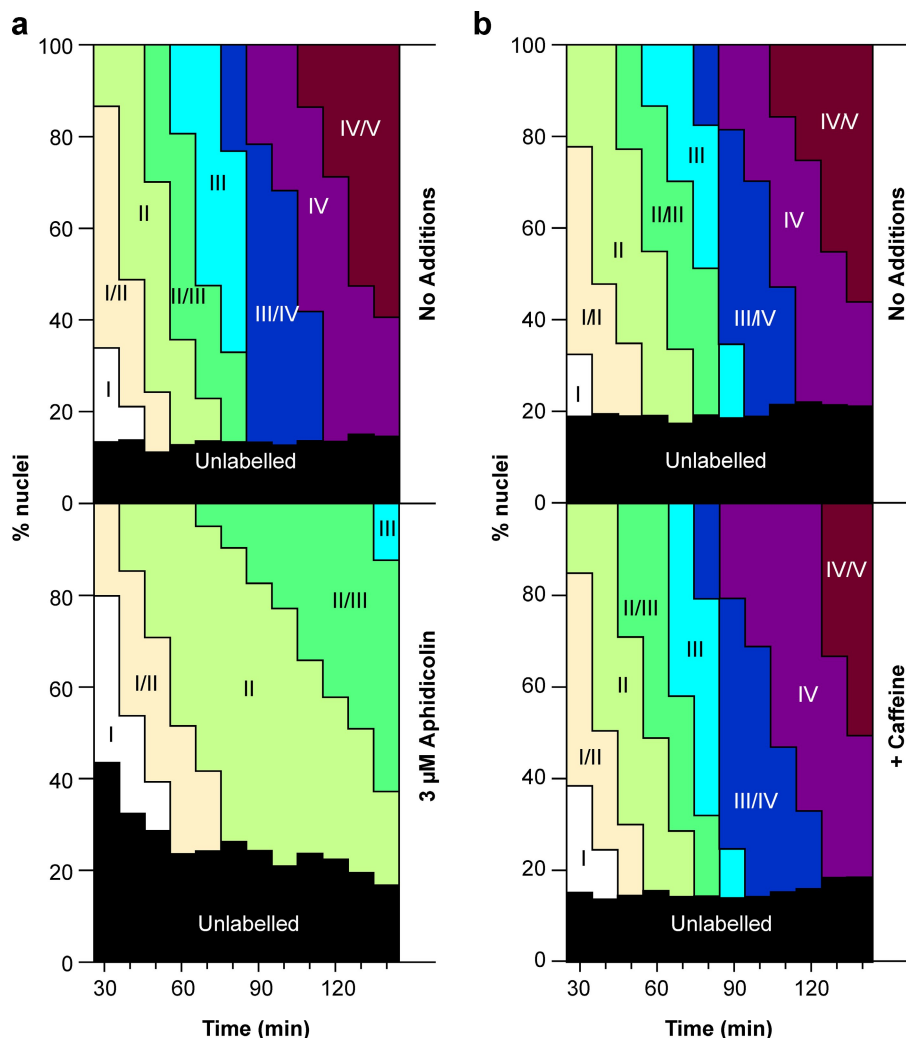 a
b
100
80
60
40
20
0
% nuclei
I
I/II
II
II/III
III
III/IV
IV
IV/V
Unlabelled
No Additions
100
80
60
40
20
0
% nuclei
I
I/II
II
II/III
III
III/IV
IV
IV/V
Unlabelled
No Additions
80
60
40
20
0
I
I/II
II
II/III
III
Unlabelled
3 µM Aphidicolin
30 60 90 120
Time (min)
80
60
40
20
0
I
I/II
II
II/III
III
III/IV
IV
IV/V
Unlabelled
+ Caffeine
30 60 90 120
Time (min)